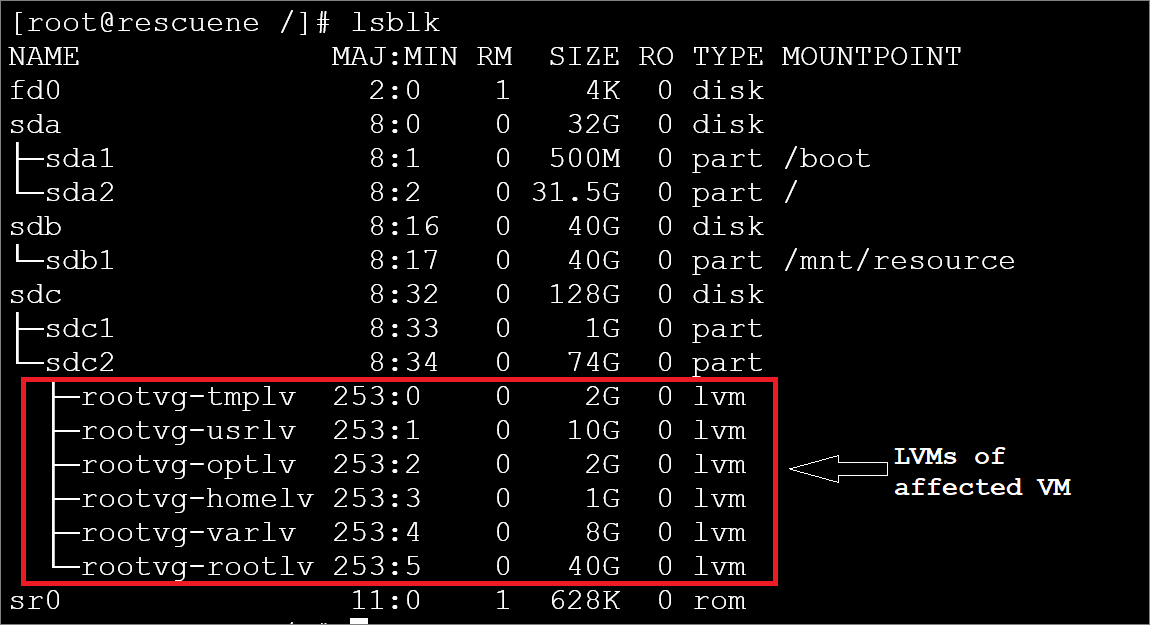 [root@rescuene /]# lsblk
NAME MAJ:MIN RM SIZE RO TYPE MOUNTPOINT
fd0 2:0 1 4K 0 disk
sda 8:0 0 32G 0 disk
├─sda1 8:1 0 500M 0 part /boot
└─sda2 8:2 0 31.5G 0 part /
sdb 8:16 0 40G 0 disk
└─sdb1 8:17 0 40G 0 part /mnt/resource
sdc 8:32 0 128G 0 disk
├─sdc1 8:33 0 1G 0 part
└─sdc2 8:34 0 74G 0 part
├─rootvg-tmplv 253:0 0 2G 0 lvm
├─rootvg-usrlv 253:1 0 10G 0 lvm
├─rootvg-optlv 253:2 0 2G 0 lvm
├─rootvg-homelv 253:3 0 1G 0 lvm
├─rootvg-varlv 253:4 0 8G 0 lvm
└─rootvg-rootlv 253:5 0 40G 0 lvm
sr0 11:0 1 628K 0 rom
LVMs of
affected VM